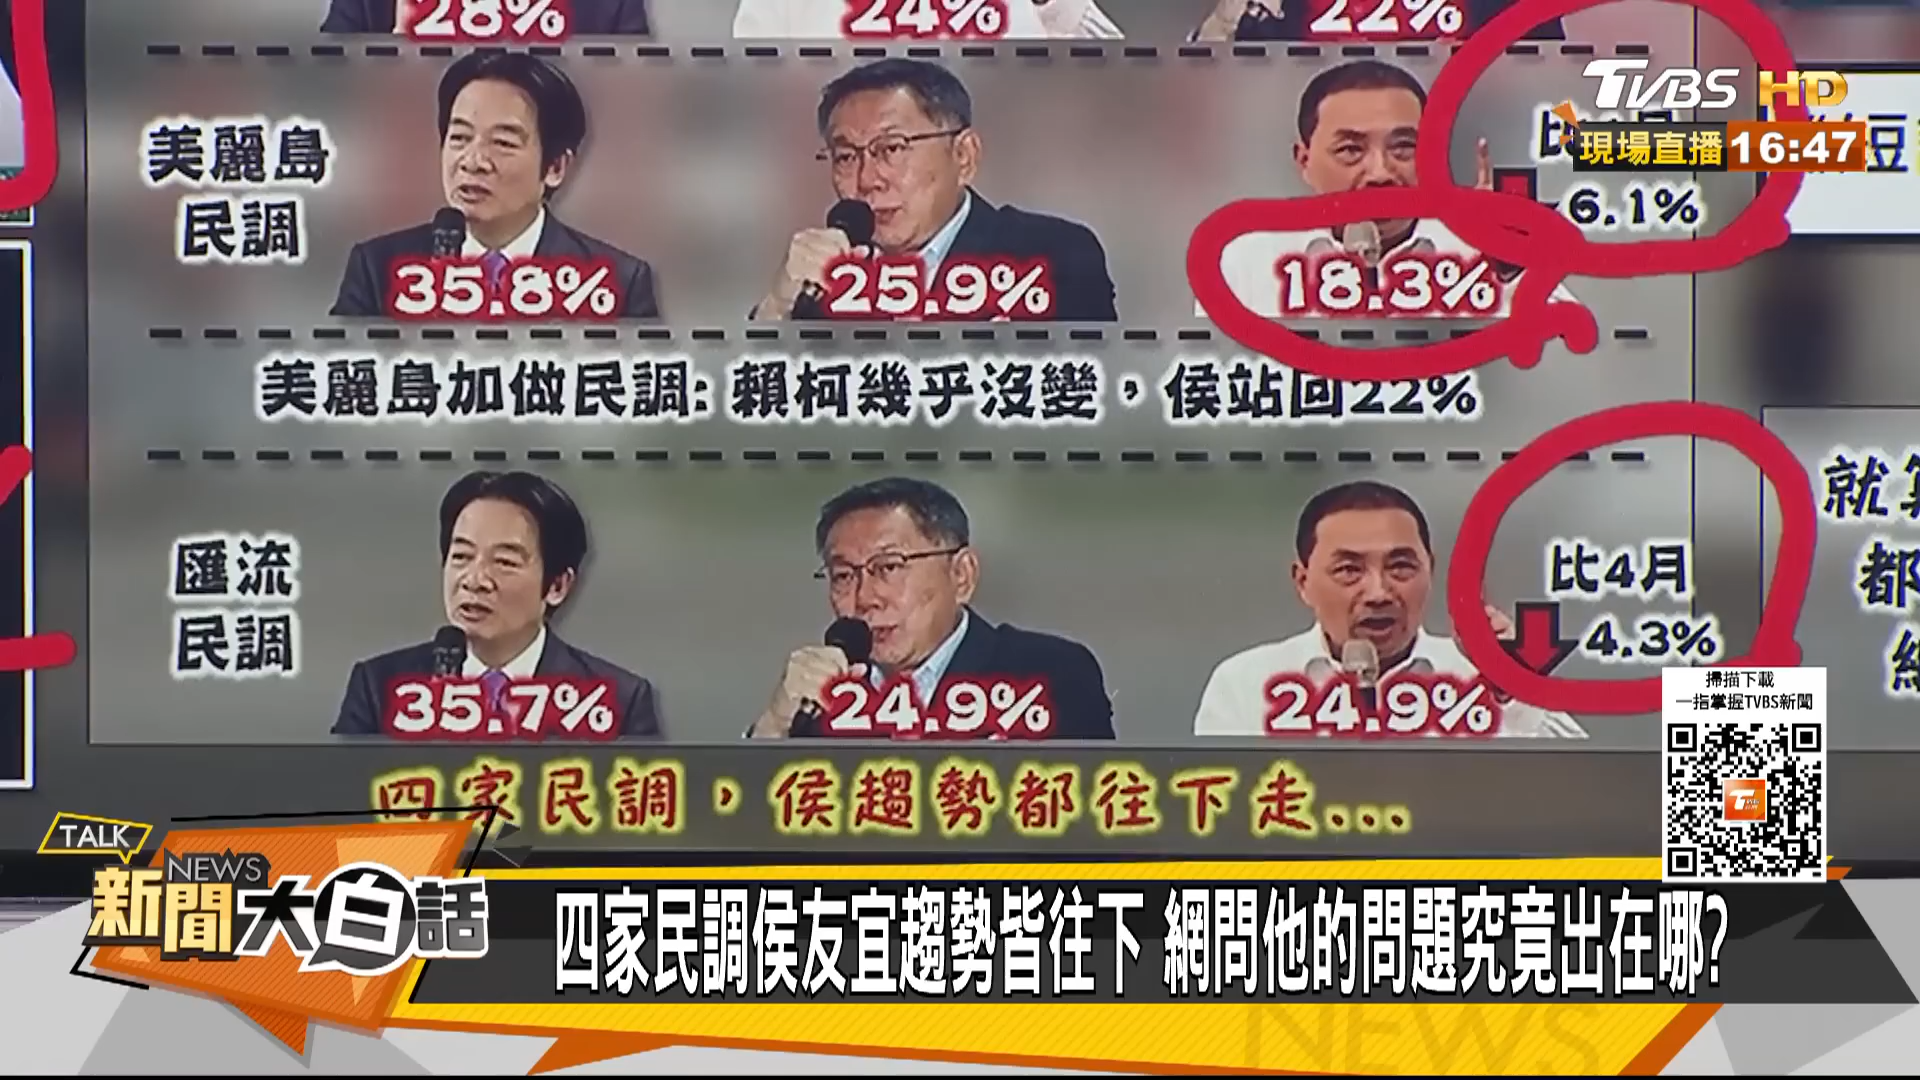 28%
24%
22%
TVBS HD
現場直播 16:47
美麗島
民調
35.8%
25.9%
18.3%
6.1%
美麗島加做民調: 賴柯幾乎沒變，侯站回22%
匯流
民調
35.7%
24.9%
24.9%
比4月
4.3%
就算
都
掃描下載
一指掌握TVBS新聞
四家民調，侯趨勢都往下走...
TALK
NEWS
新聞大白話
四家民調侯友宜趨勢皆往下 網問他的問題究竟出在哪?
NEWS